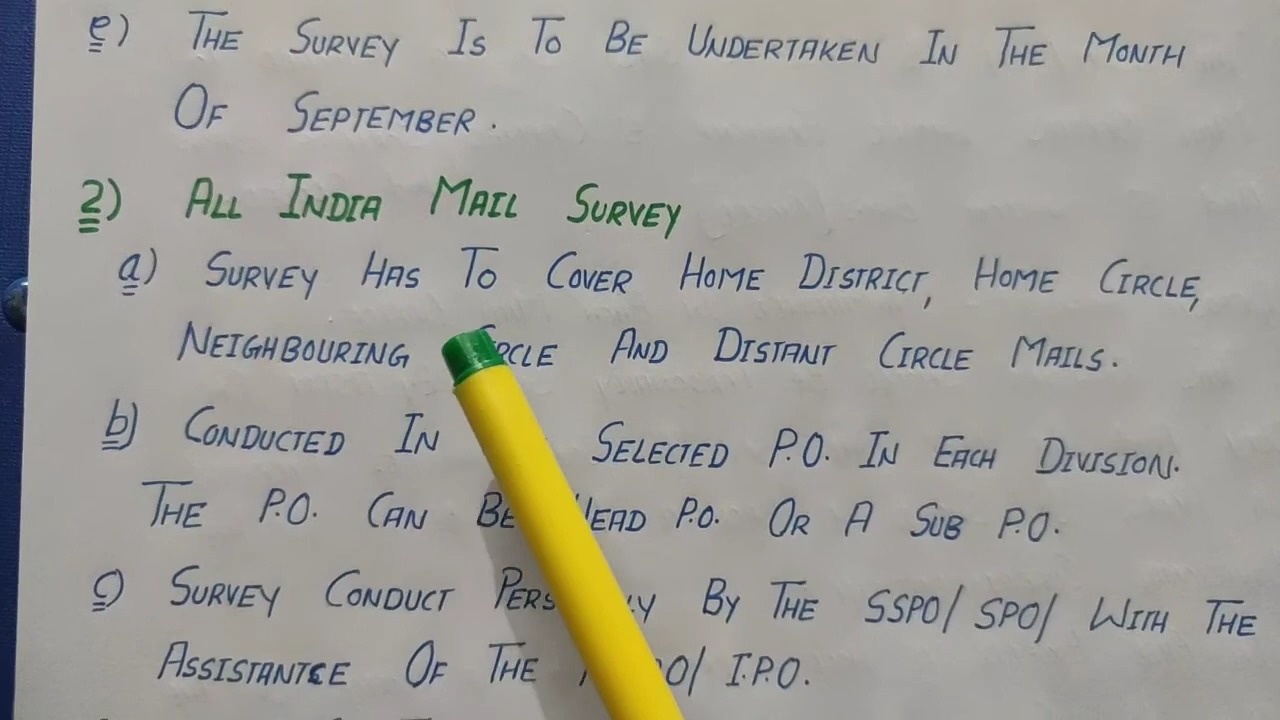 e) THE SURVEY IS TO BE UNDERTAKEN IN THE MONTH
OF SEPTEMBER.
2) ALL INDIA MAIL SURVEY
a) SURVEY HAS TO COVER HOME DISTRICT, HOME CIRCLE,
NEIGHBOURING CIRCLE AND DISTANT CIRCLE MAILS.
b) CONDUCTED IN SELECTED P.O. IN EACH DIVISION.
THE P.O. CAN BE HEAD P.O. OR A SUB P.O.
c) SURVEY CONDUCT BY THE SSPO/ SPO/ WITH THE
ASSISTANTCE OF THE I.P.O.